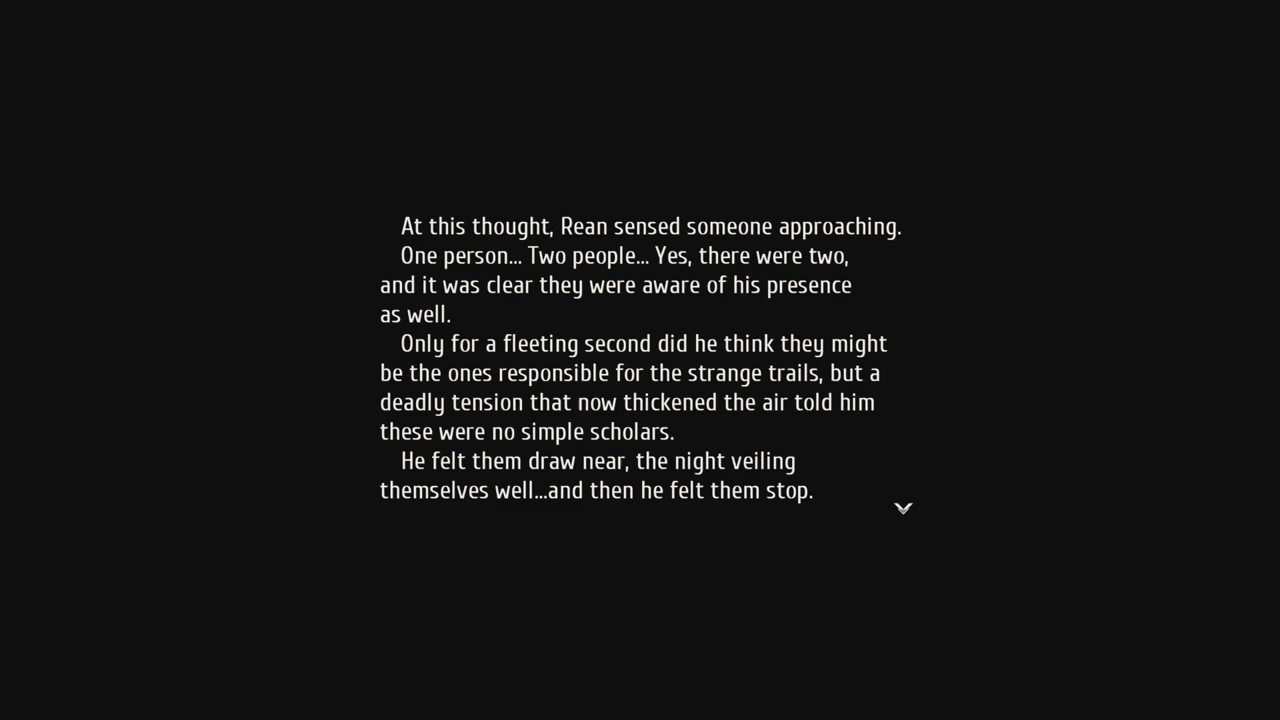 At this thought, Rean sensed someone approaching.
One person... Two people... Yes, there were two,
and it was clear they were aware of his presence
as well.
Only for a fleeting second did he think they might
be the ones responsible for the strange trails, but a
deadly tension that now thickened the air told him
these were no simple scholars.
He felt them draw near, the night veiling
themselves well...and then he felt them stop.